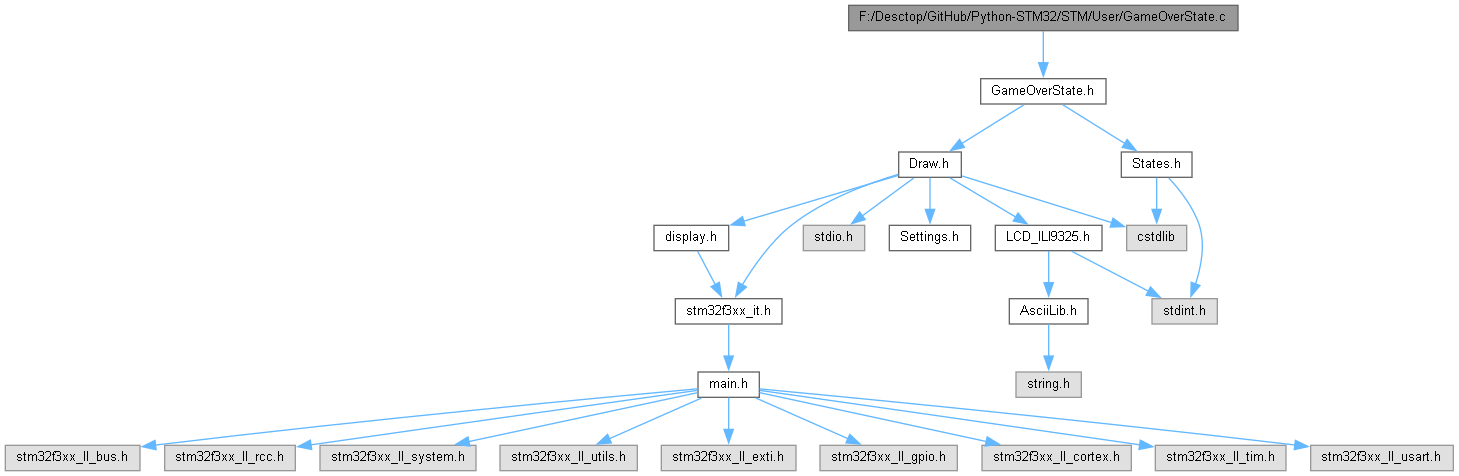 F:/Desctop/GitHub/Python-STM32/STM/User/GameOverState.c
GameOverState.h
Draw.h
States.h
display.h
stdio.h
Settings.h
LCD_ILI9325.h
cstdlib
stm32f3xx_it.h
AsciiLib.h
stdint.h
main.h
string.h
stm32f3xx_ll_bus.h
stm32f3xx_ll_rcc.h
stm32f3xx_ll_system.h
stm32f3xx_ll_utils.h
stm32f3xx_ll_exti.h
stm32f3xx_ll_gpio.h
stm32f3xx_ll_cortex.h
stm32f3xx_ll_tim.h
stm32f3xx_ll_usart.h